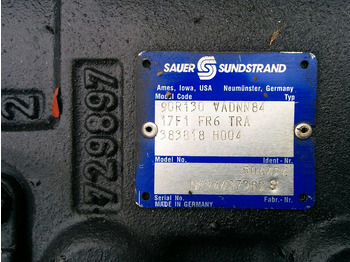 SAUER SUNDSTRAND
Ames, Iowa, USA Neumünster, Germany
Model Code Typ
90R130 VADNN84
17F1 FR6 TRA
383818 H004
Model No. Ident-Nr.
Serial No. Fabr.-Nr.
MADE IN GERMANY
729897
2